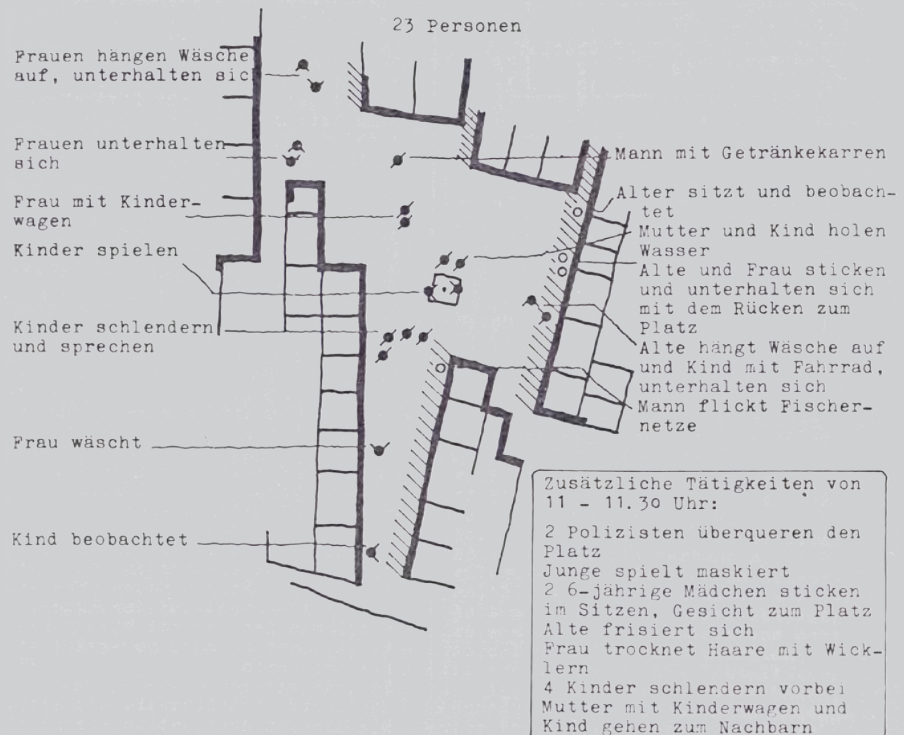 23 Personen
Frauen hängen Wäsche
auf, unterhalten sic
Frauen unterhalten
sich
Frau mit Kinder-
wagen
Kinder spielen
Kinder schlendern
und sprechen
Frau wäscht
Kind beobachtet
Mann mit Getränkekarren
Alter sitzt und beobach-
tet
Mutter und Kind holen
Wasser
Alte und Frau sticken
und unterhalten sich
mit dem Rücken zum
Platz
Alte hängt Wäsche auf
und Kind mit Fahrrad,
unterhalten sich
Mann flickt Fischer-
netze
Zusätzliche Tätigkeiten von
11 - 11.30 Uhr:
2 Polizisten überqueren den
Platz
Junge spielt maskiert
2 6-jährige Mädchen sticken
im Sitzen, Gesicht zum Platz
Alte frisiert sich
Frau trocknet Haare mit Wick-
lern
4 Kinder schlendern vorbei
Mutter mit Kinderwagen und
Kind gehen zum Nachbarn